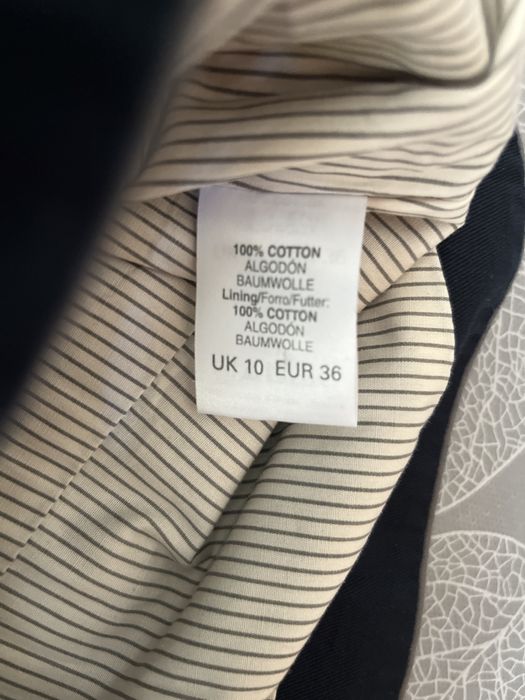 100% COTTON
ALGODÓN
BAUMWOLLE
Lining/Forro/Futter:
100% COTTON
ALGODÓN
BAUMWOLLE
UK 10 EUR 36